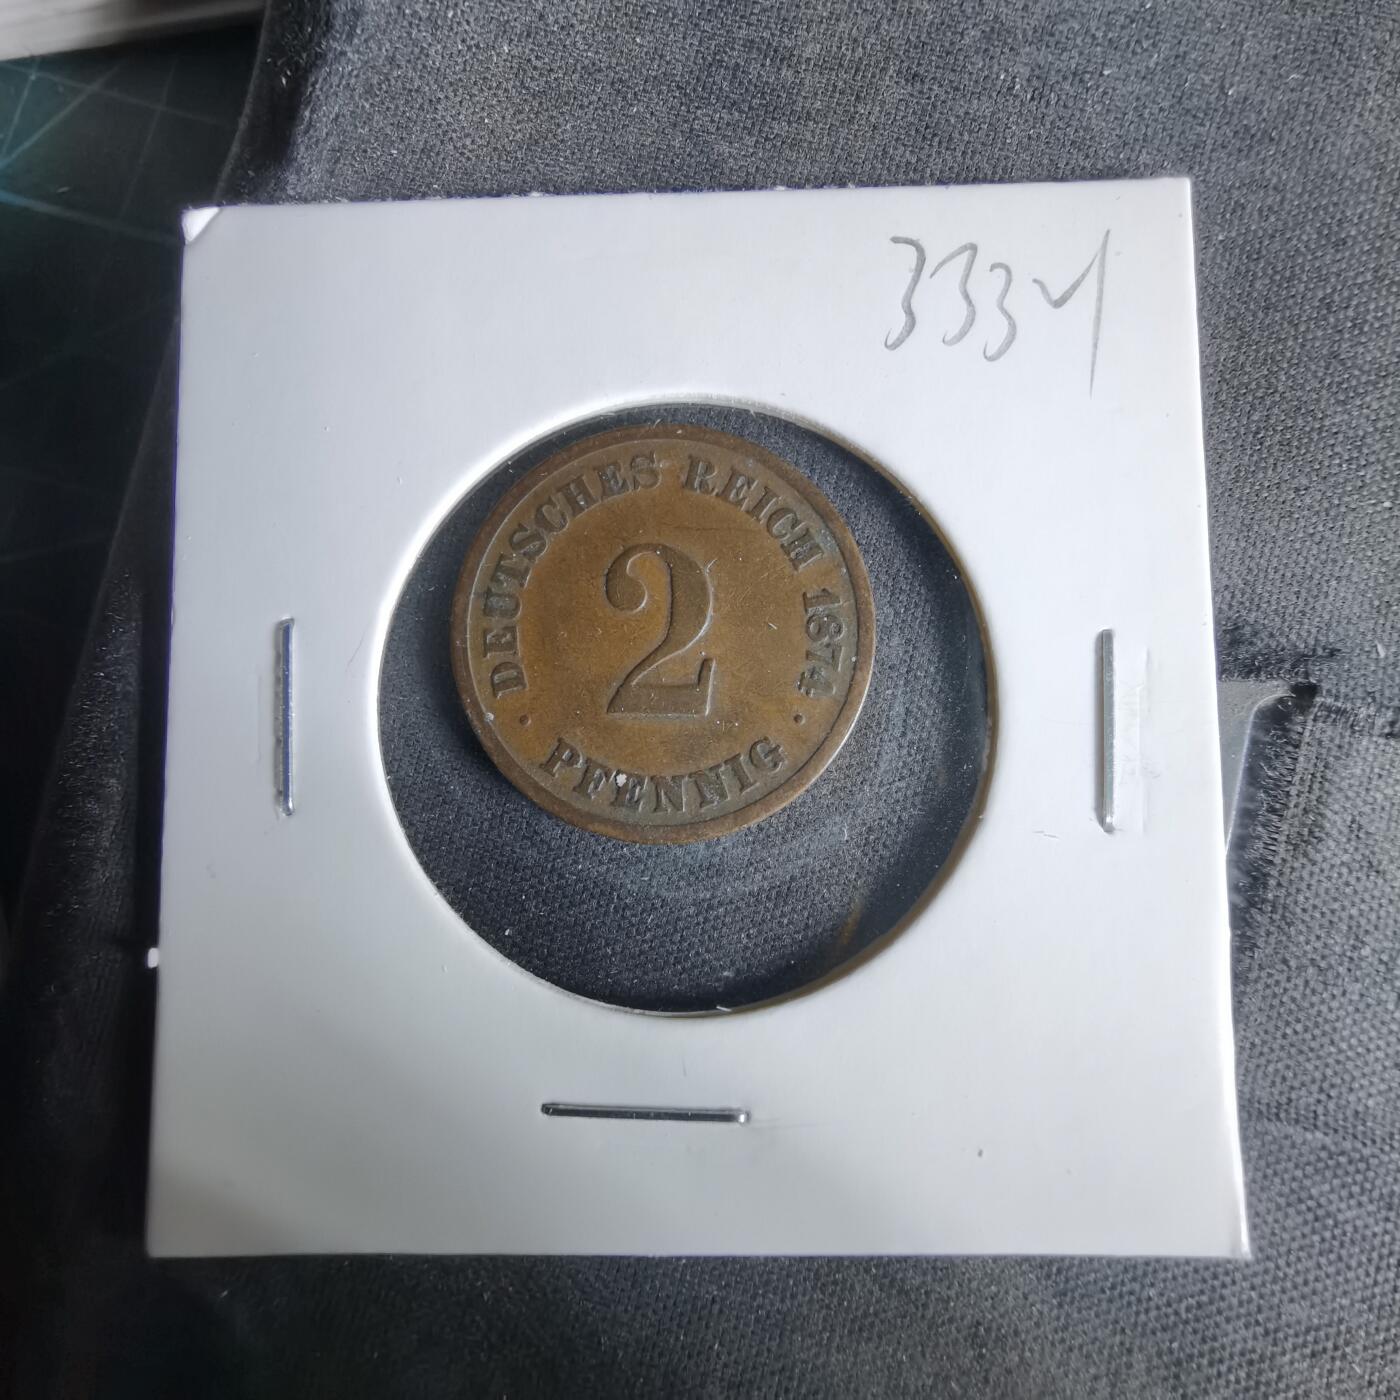 3334
DEUTSCHES REICH 1874
2
PFENNIG